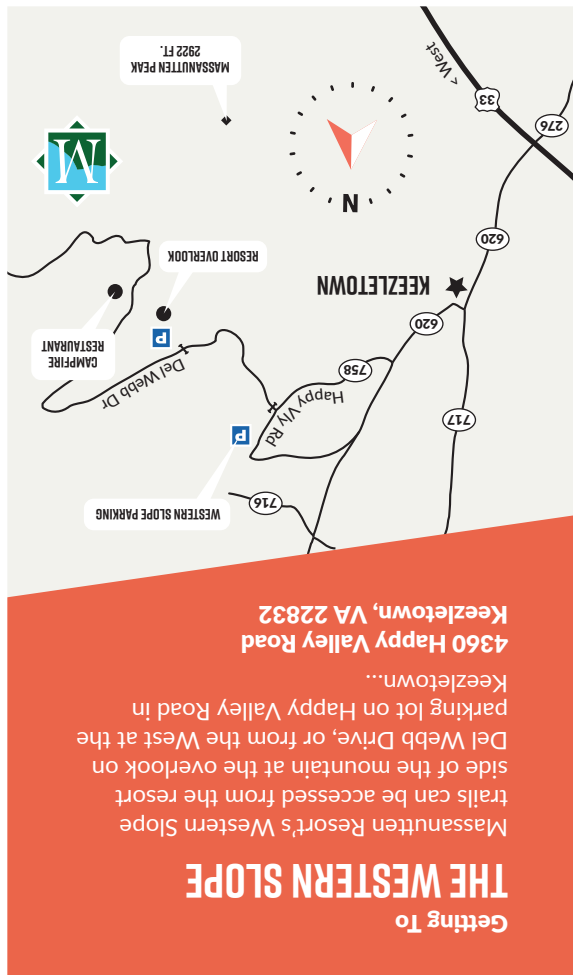 Getting To
THE WESTERN SLOPE
Massanutten Resort's Western Slope
trails can be accessed from the resort
side of the mountain at the overlook on
Del Webb Drive, or from the West at the
parking lot on Happy Valley Road in
Keezletown...
4360 Happy Valley Road
Keezletown, VA 22832
716
WESTERN SLOPE PARKING
P
717
Happy Vly Rd
758
Del Webb Dr
CAMPFIRE
RESTAURANT
P
620
KEEZLETOWN
RESORT OVERLOOK
620
N
M
276
33
< West
MASSANUTTEN PEAK
2922 FT.